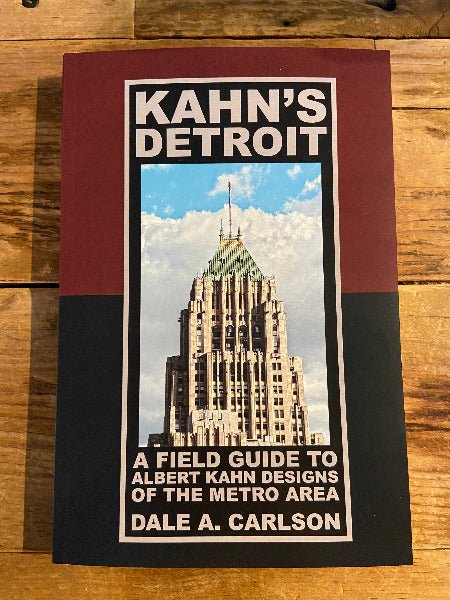 KAHN'S
DETROIT
A FIELD GUIDE TO
ALBERT KAHN DESIGNS
OF THE METRO AREA
DALE A. CARLSON